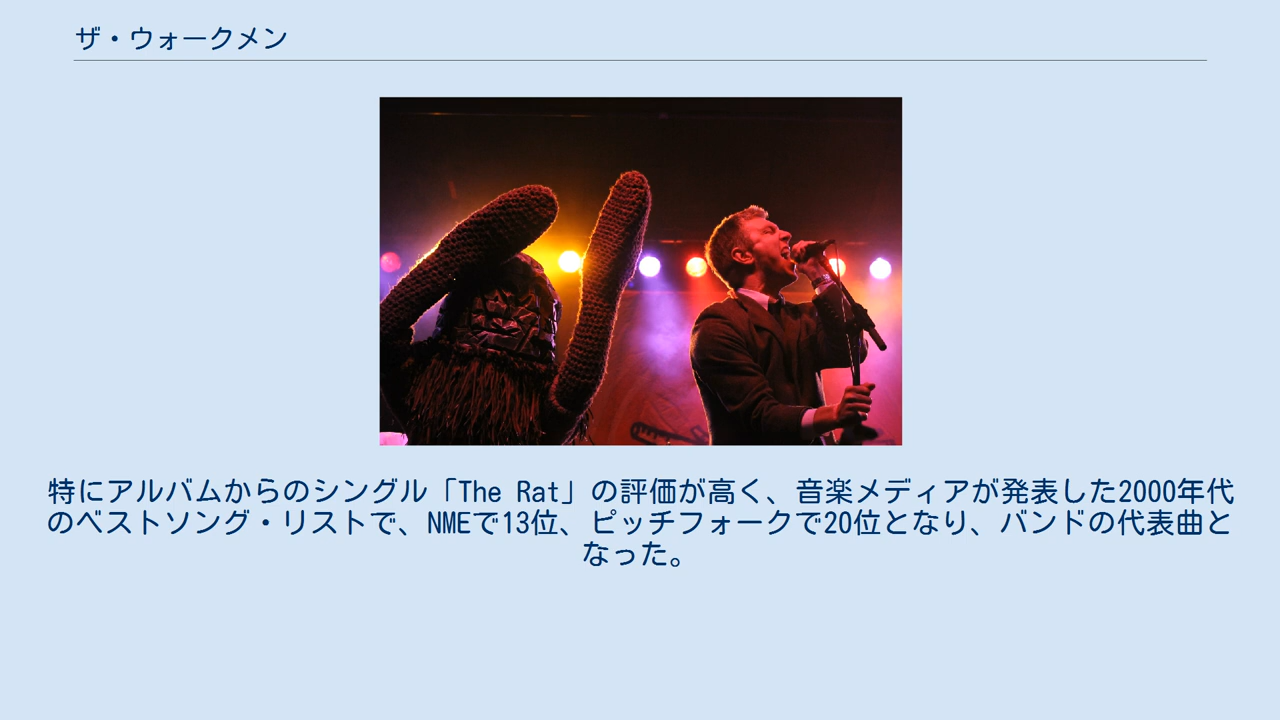 ザ・ウォークメン
特にアルバムからのシングル「The Rat」の評価が高く、音楽メディアが発表した2000年代
のベストソング・リストで、NMEで13位、ピッチフォークで20位となり、バンドの代表曲と
なった。